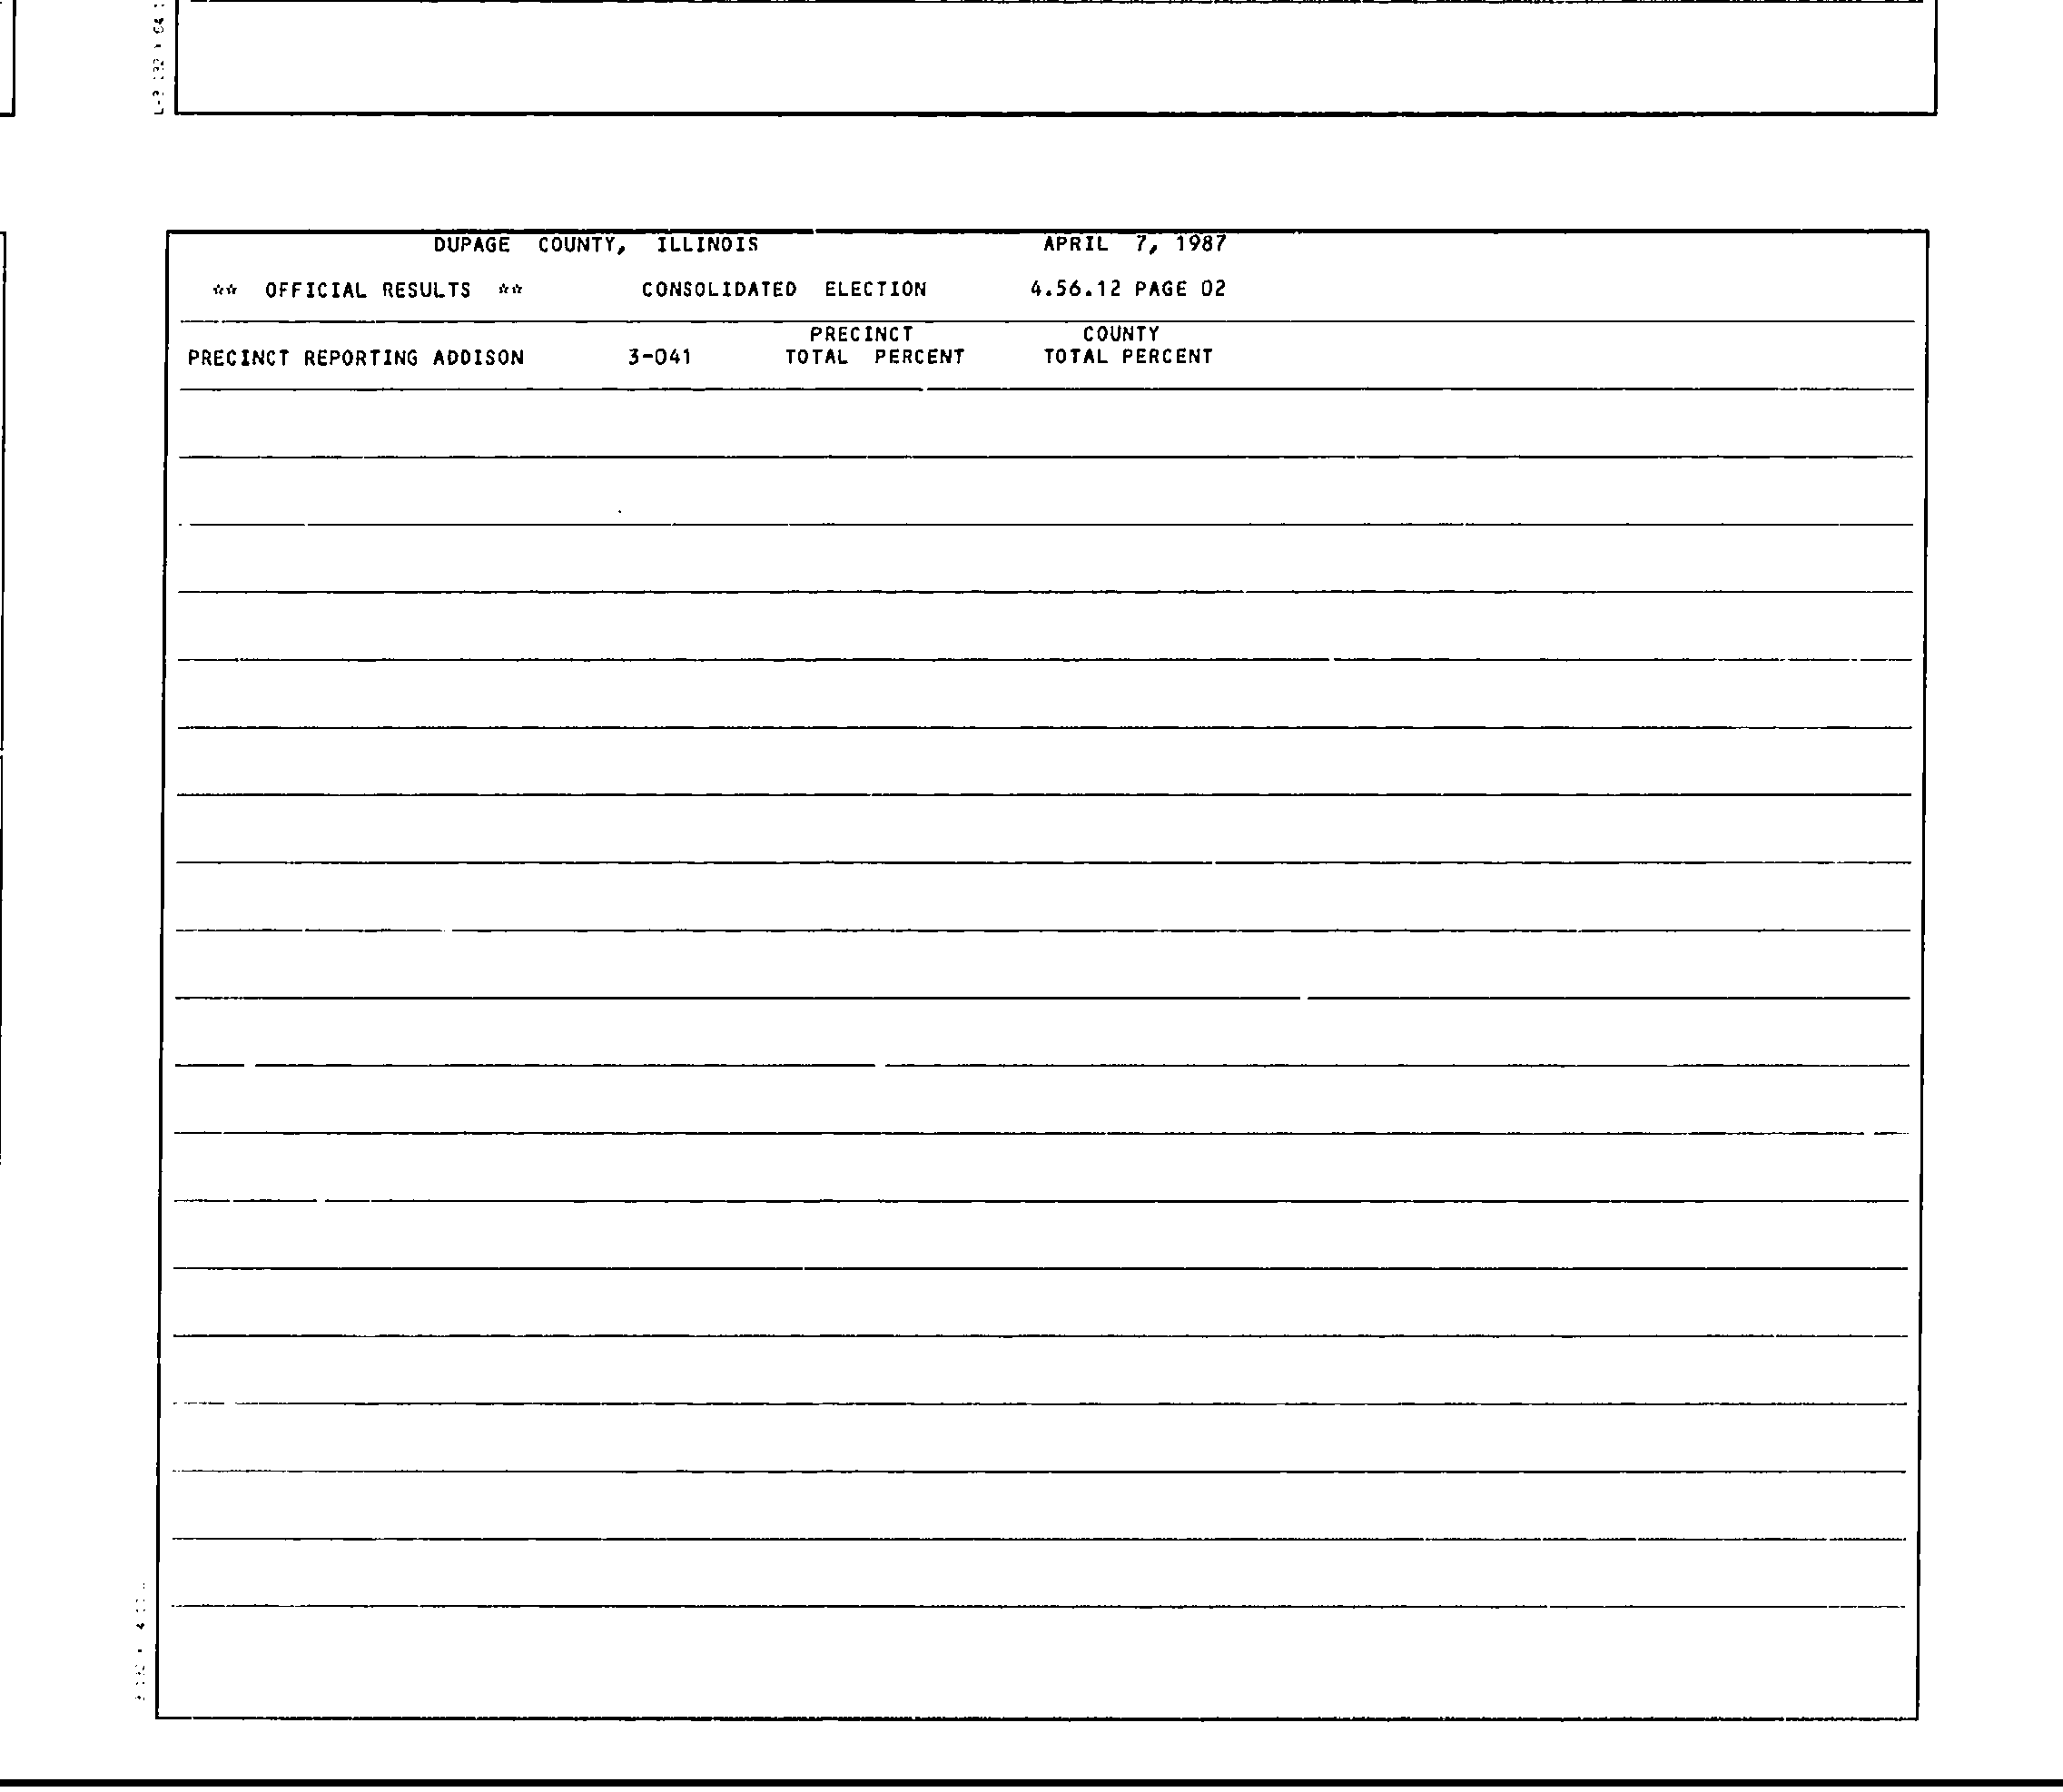 DUPAGE COUNTY, ILLINOIS APRIL 7, 1987
** OFFICIAL RESULTS ** CONSOLIDATED ELECTION 4.56.12 PAGE 02
PRECINCT COUNTY
PRECINCT REPORTING ADDISON 3-041 TOTAL PERCENT TOTAL PERCENT